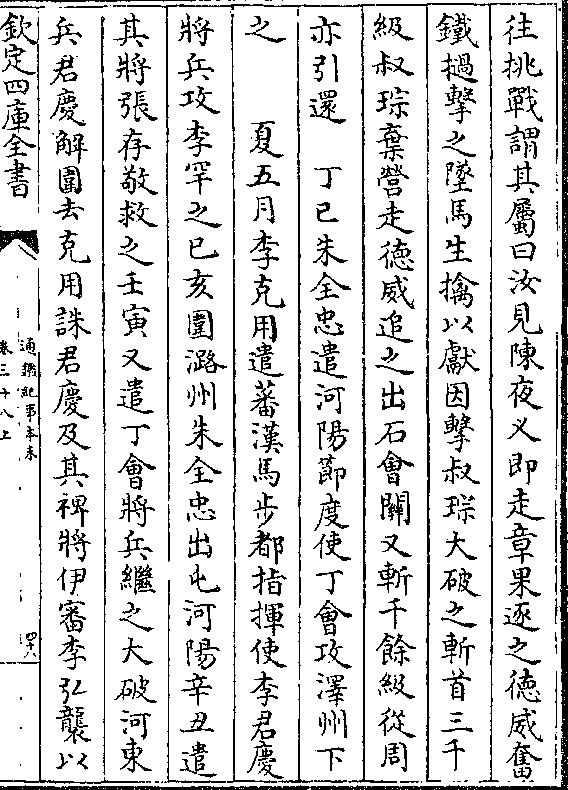 往挑戰謂其屬曰汝見陳夜义即走章果逐之德威奮
鐵撾擊之墜馬生擒以獻因擊叔琮大破之斬首三千
級叔琮棄營走德威追之出石會關又斬千餘級從周
亦引還　丁巳朱全忠遣河陽節度使丁會攻澤州下
之　　夏五月李克用遣蕃漢馬步都指揮使李君慶
將兵攻李罕之已亥圍潞州朱全忠出屯河陽辛丑遣
其將張存敬救之壬寅又遣丁會將兵繼之大破河東
兵君慶解圍去克用誅君慶及其裨將伊審李弘襲以
欽定四庫全書
通鑑紀事本末
卷三十八上
四十八